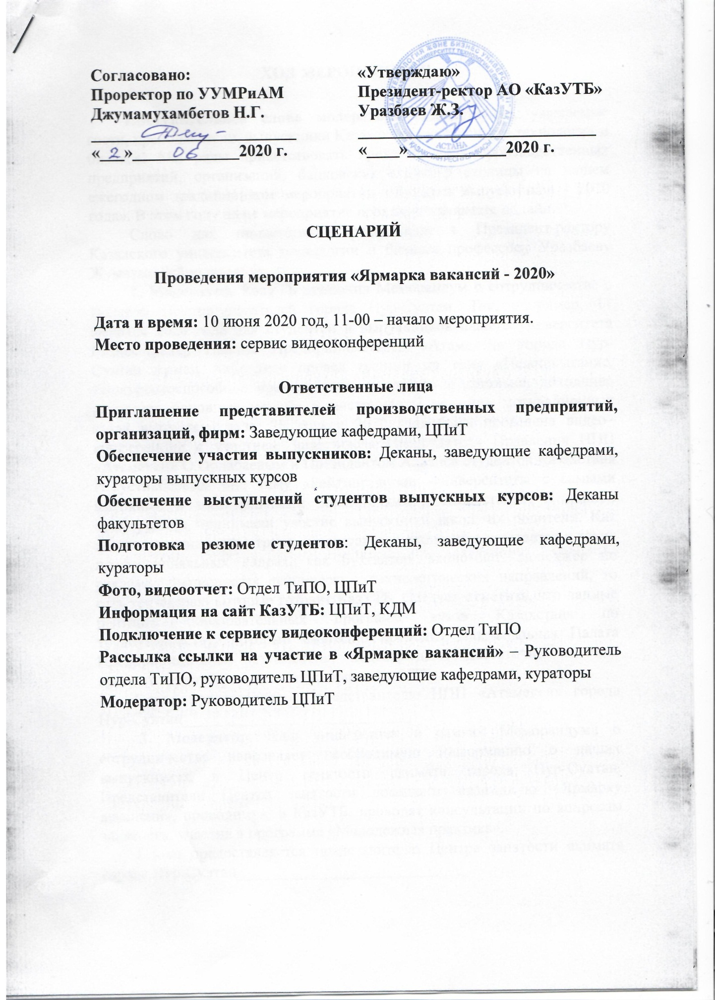 Согласовано:
Проректор по УУМРиАМ
Джумамухамбетов Н.Г.
«_2_»_____06_____2020 г.
«Утверждаю»
Президент-ректор АО «КазУТБ»
Уразбаев Ж.З.
«____»____________2020 г.
АСТАНА
ҚАЗАҚСТАН РЕСПУБЛИКАСЫ
СЦЕНАРИЙ
Проведения мероприятия «Ярмарка вакансий - 2020»
Дата и время: 10 июня 2020 год, 11-00 – начало мероприятия.
Место проведения: сервис видеоконференций
Ответственные лица
Приглашение представителей производственных предприятий,
организаций, фирм: Заведующие кафедрами, ЦПиТ
Обеспечение участия выпускников: Деканы, заведующие кафедрами,
кураторы выпускных курсов
Обеспечение выступлений студентов выпускных курсов: Деканы
факультетов
Подготовка резюме студентов: Деканы, заведующие кафедрами,
кураторы
Фото, видеоотчет: Отдел ТиПО, ЦПиТ
Информация на сайт КазУТБ: ЦПиТ, КДМ
Подключение к сервису видеоконференций: Отдел ТиПО
Рассылка ссылки на участие в «Ярмарке вакансий» – Руководитель
отдела ТиПО, руководитель ЦПиТ, заведующие кафедрами, кураторы
Модератор: Руководитель ЦПиТ